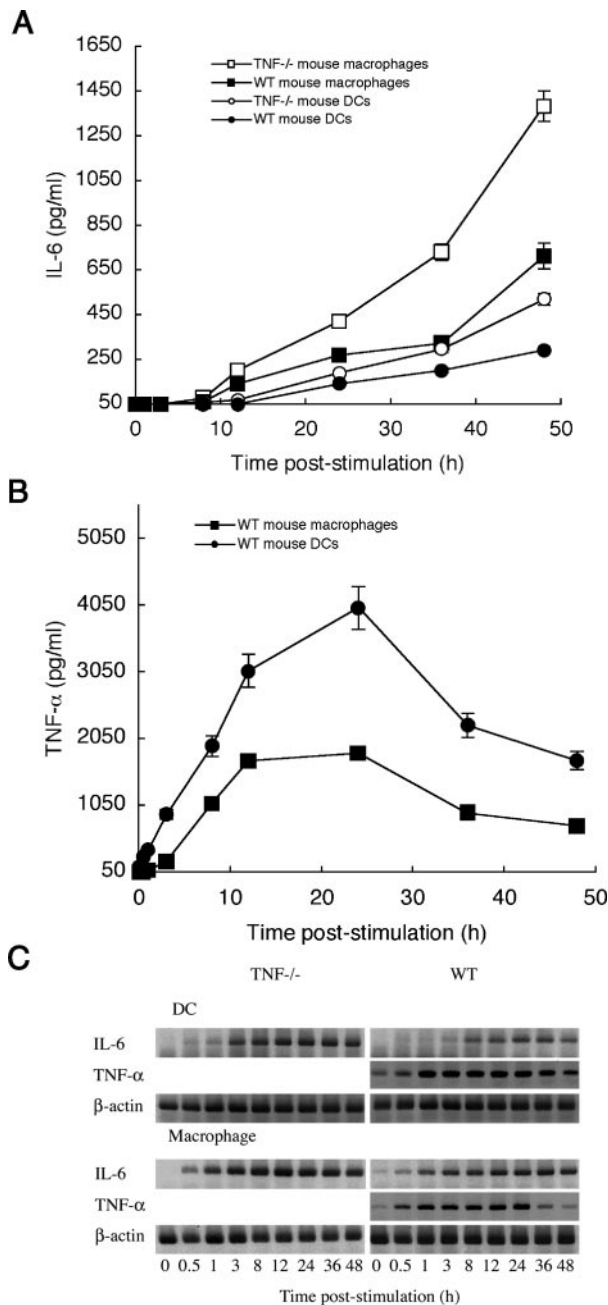 A
1650
1450
1250
1050
850
650
450
250
50
IL-6 (pg/ml)
TNF-/- mouse macrophages
WT mouse macrophages
TNF-/- mouse DCs
WT mouse DCs
0 10 20 30 40 50
Time post-stimulation (h)
B
5050
4050
3050
2050
1050
50
TNF-α (pg/ml)
WT mouse macrophages
WT mouse DCs
0 10 20 30 40 50
Time post-stimulation (h)
C
TNF-/- WT
DC
IL-6
TNF-α
β-actin
Macrophage
IL-6
TNF-α
β-actin
0 0.5 1 3 8 12 24 36 48 0 0.5 1 3 8 12 24 36 48
Time post-stimulation (h)